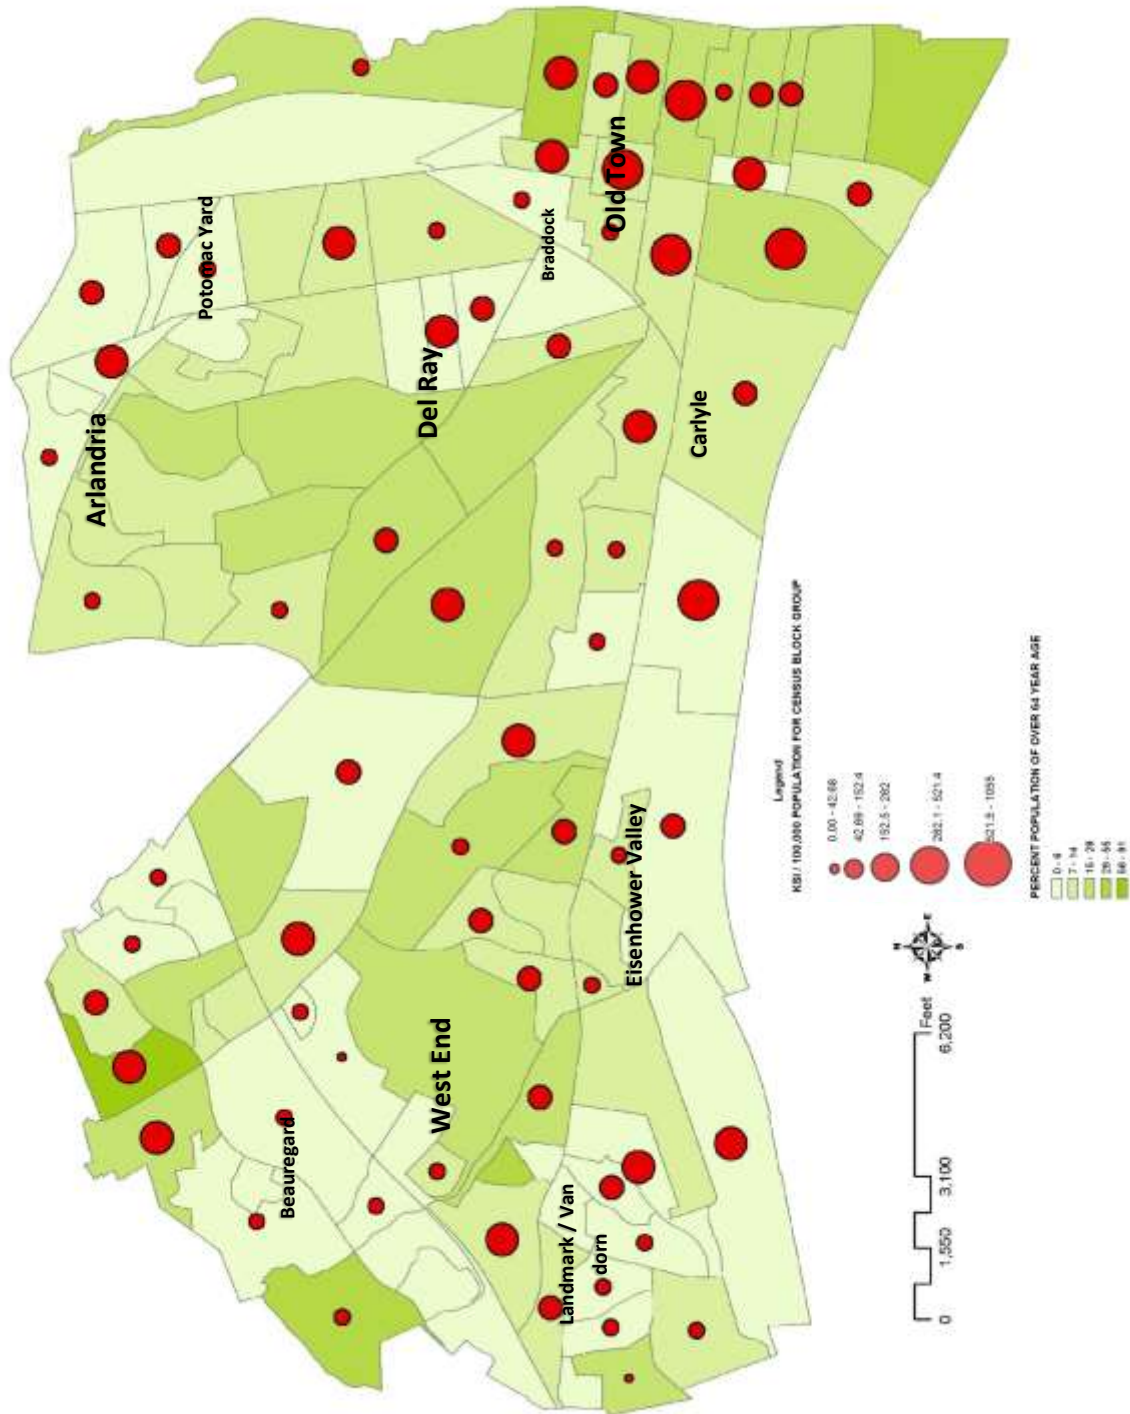 Arlandria
Potomac Yard
Del Ray
Braddock
Old Town
Carlyle
Beauregard
West End
Eisenhower Valley
Landmark / Van
dorn
Legend
KSI / 100,000 POPULATION FOR CENSUS BLOCK GROUP
0.00 - 42.68
42.69 - 152.4
152.5 - 282
282.1 - 521.4
521.5 - 1055
PERCENT POPULATION OF OVER 64 YEAR AGE
0 - 6
7 - 14
15 - 28
29 - 55
56 - 91
N
W
E
S
Feet
0
1,550
3,100
6,200